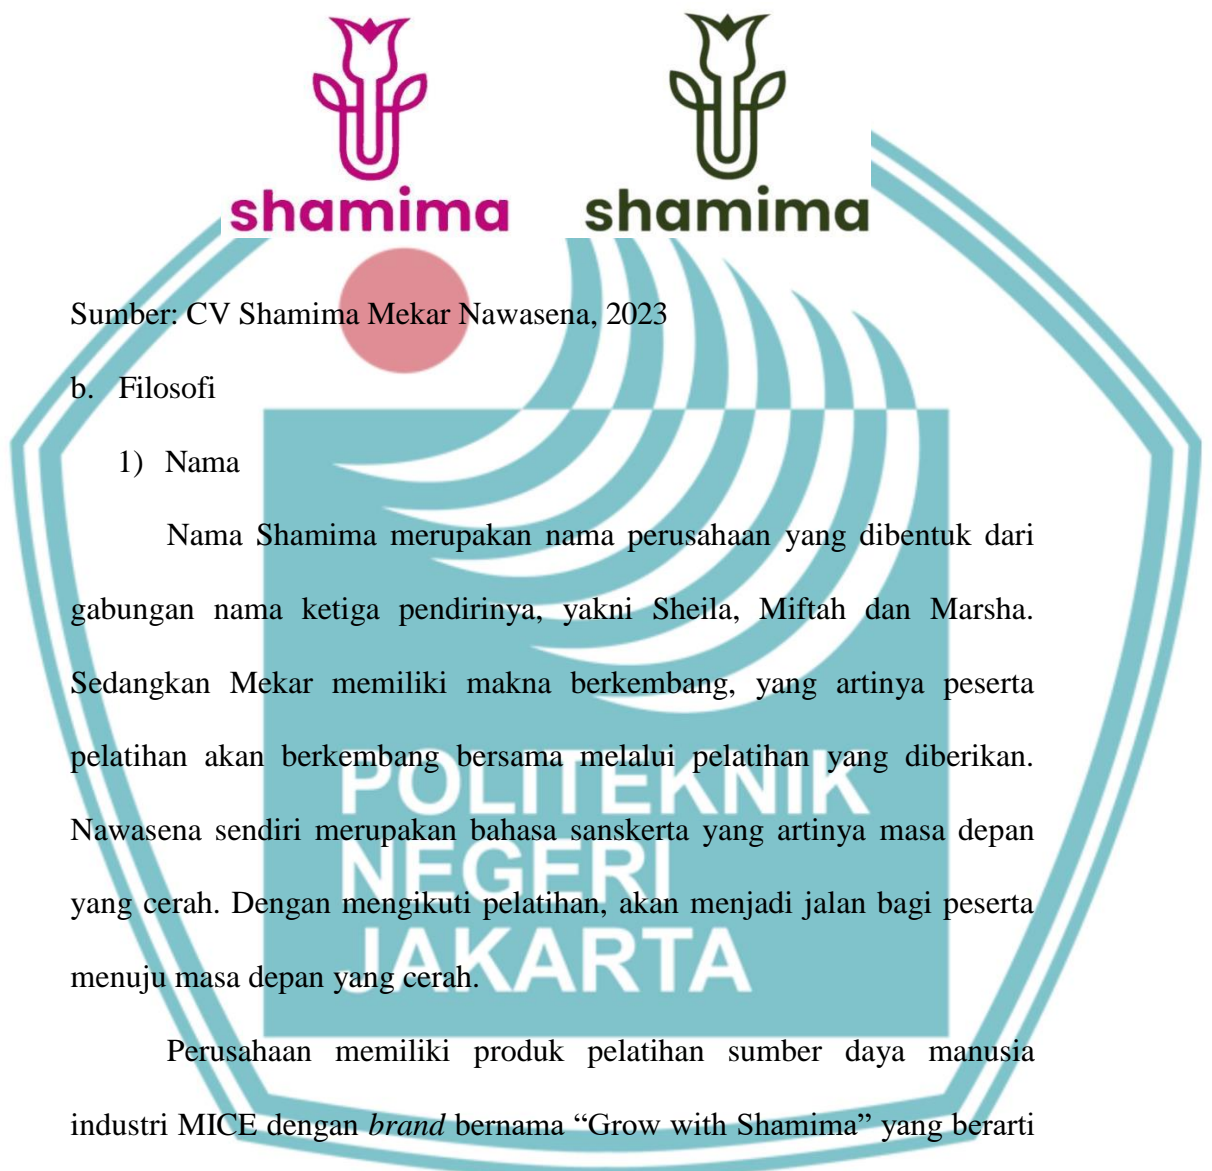 shamima shamima
Sumber: CV Shamima Mekar Nawasena, 2023
b. Filosofi
1) Nama
Nama Shamima merupakan nama perusahaan yang dibentuk dari
gabungan nama ketiga pendirinya, yakni Sheila, Miftah dan Marsha.
Sedangkan Mekar memiliki makna berkembang, yang artinya peserta
pelatihan akan berkembang bersama melalui pelatihan yang diberikan.
Nawasena sendiri merupakan bahasa sanskerta yang artinya masa depan
yang cerah. Dengan mengikuti pelatihan, akan menjadi jalan bagi peserta
menuju masa depan yang cerah.
Perusahaan memiliki produk pelatihan sumber daya manusia
industri MICE dengan brand bernama “Grow with Shamima” yang berarti
POLITEKNIK
NEGERI
JAKARTA